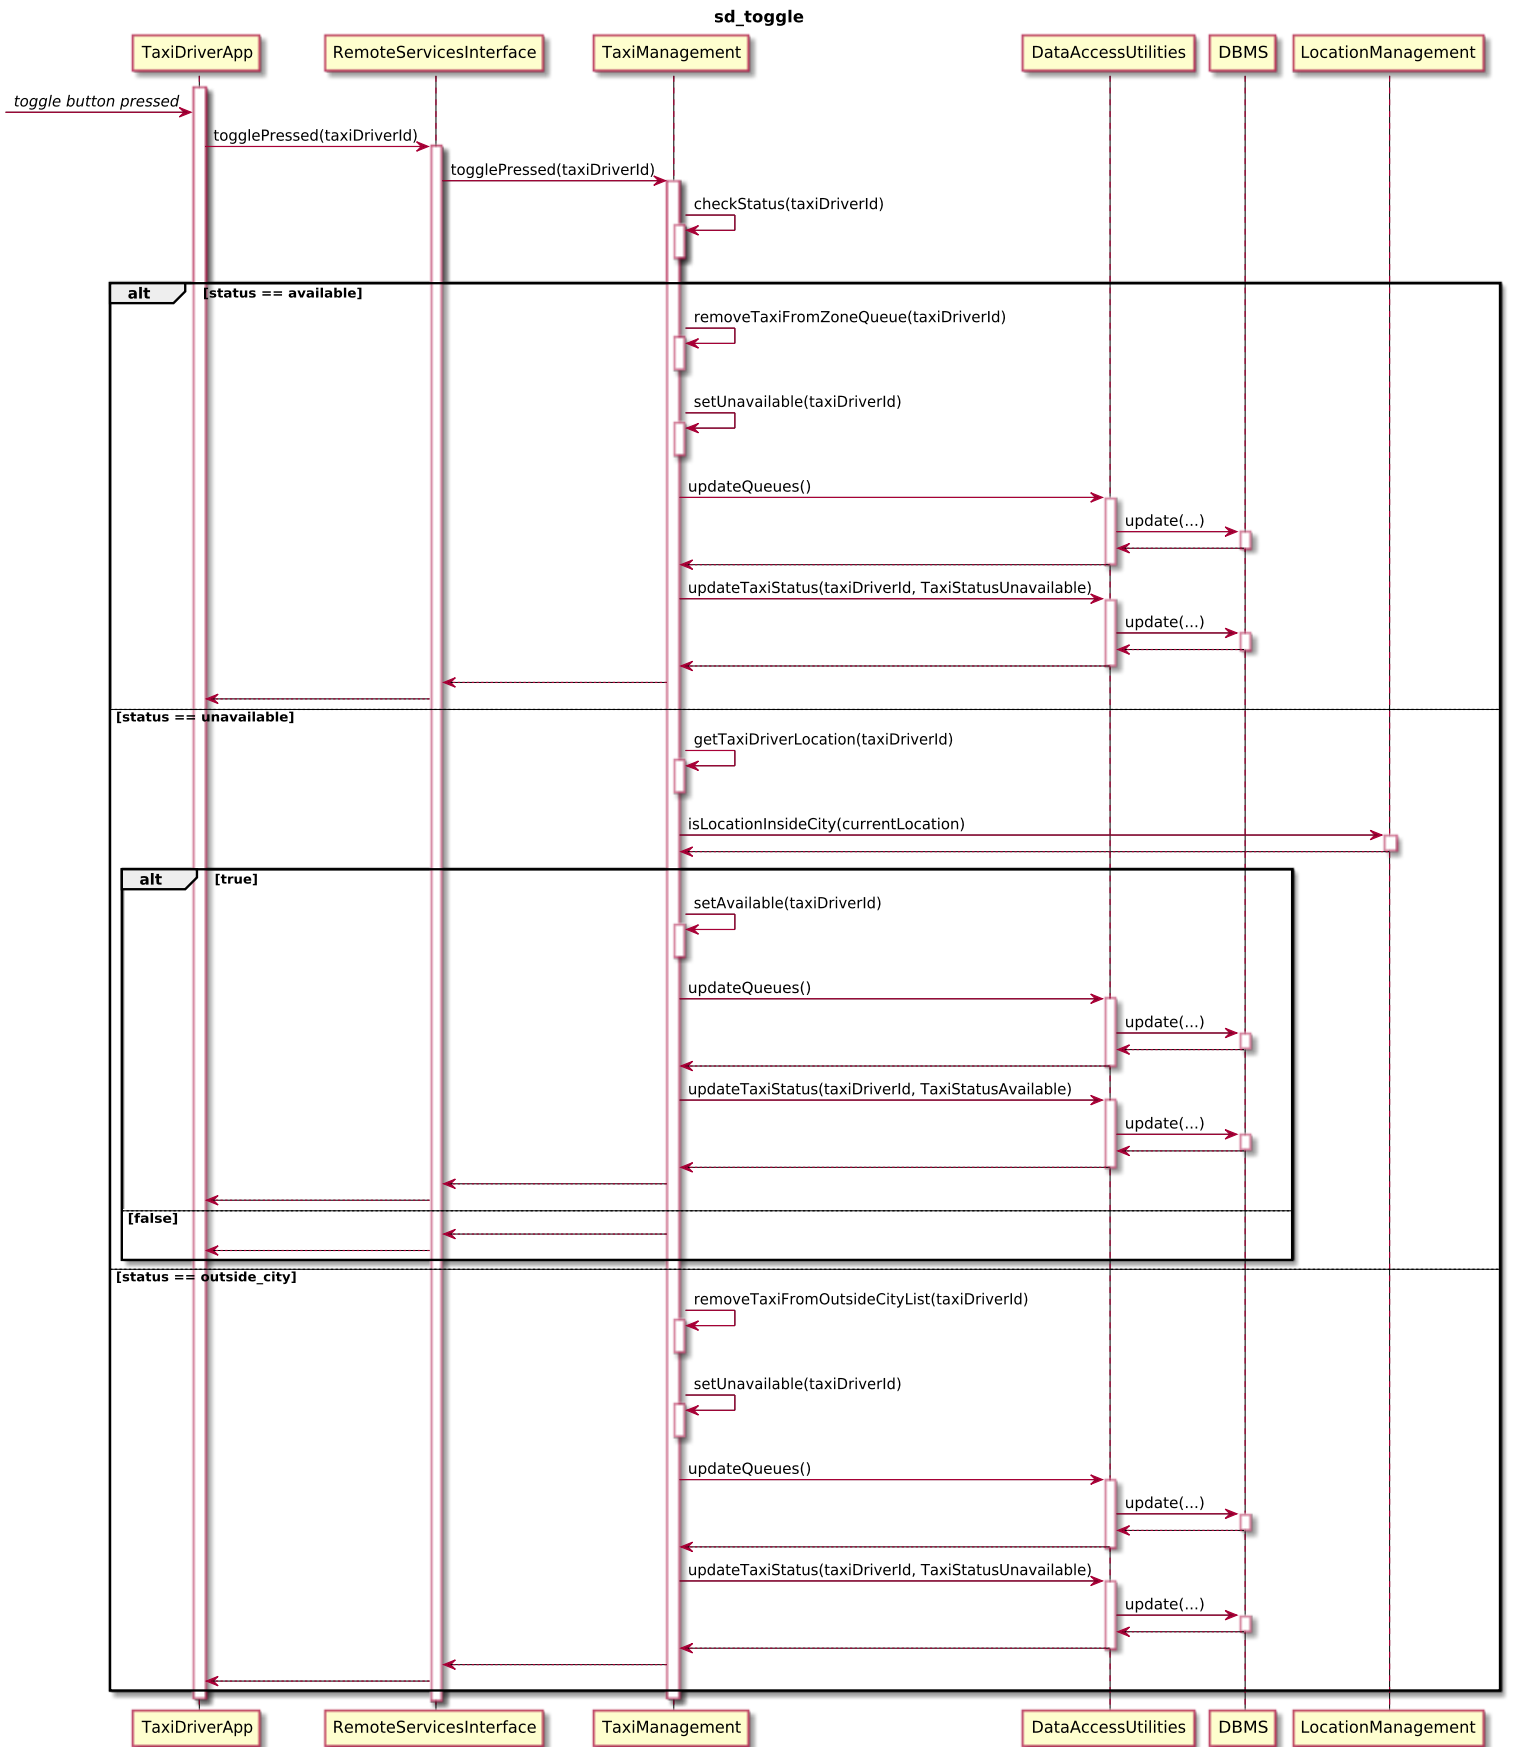 sd_toggle
TaxiDriverApp
RemoteServicesInterface
TaxiManagement
DataAccessUtilities
DBMS
LocationManagement
toggle button pressed
togglePressed(taxiDriverId)
togglePressed(taxiDriverId)
checkStatus(taxiDriverId)
alt [status == available]
removeTaxiFromZoneQueue(taxiDriverId)
setUnavailable(taxiDriverId)
updateQueues()
update(...)
updateTaxiStatus(taxiDriverId, TaxiStatusUnavailable)
update(...)
[status == unavailable]
getTaxiDriverLocation(taxiDriverId)
isLocationInsideCity(currentLocation)
alt [true]
setAvailable(taxiDriverId)
updateQueues()
update(...)
updateTaxiStatus(taxiDriverId, TaxiStatusAvailable)
update(...)
[false]
[status == outside_city]
removeTaxiFromOutsideCityList(taxiDriverId)
setUnavailable(taxiDriverId)
updateQueues()
update(...)
updateTaxiStatus(taxiDriverId, TaxiStatusUnavailable)
update(...)
TaxiDriverApp
RemoteServicesInterface
TaxiManagement
DataAccessUtilities
DBMS
LocationManagement